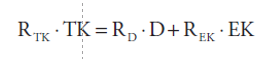 R_TK · TK = R_D · D + R_EK · EK